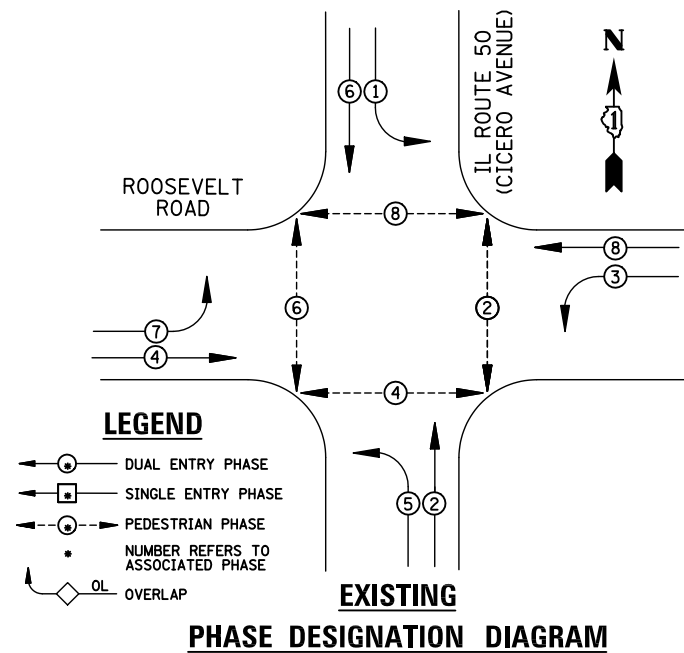 N
1
IL ROUTE 50
(CICERO AVENUE)
6 1
ROOSEVELT
ROAD
8
8
3
6
2
7
4
4
5 2
LEGEND
* DUAL ENTRY PHASE
* SINGLE ENTRY PHASE
* PEDESTRIAN PHASE
* NUMBER REFERS TO
ASSOCIATED PHASE
OL OVERLAP
EXISTING
PHASE DESIGNATION DIAGRAM